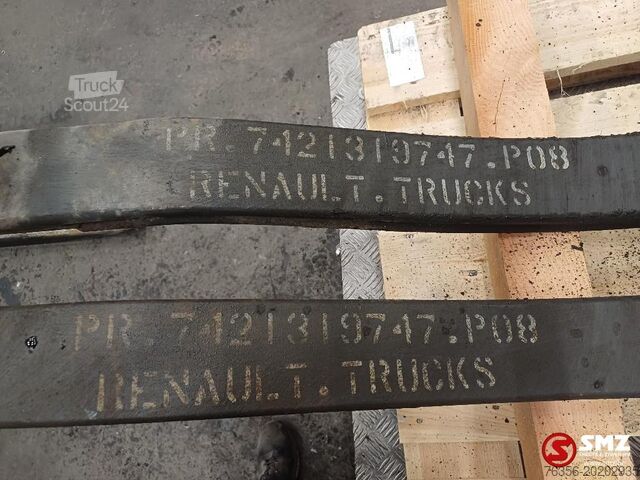 Truck
Scout24
PR.7421319747.P08
RENAULT.TRUCKS
PR.7421319747.P08
RENAULT.TRUCKS
SMZ